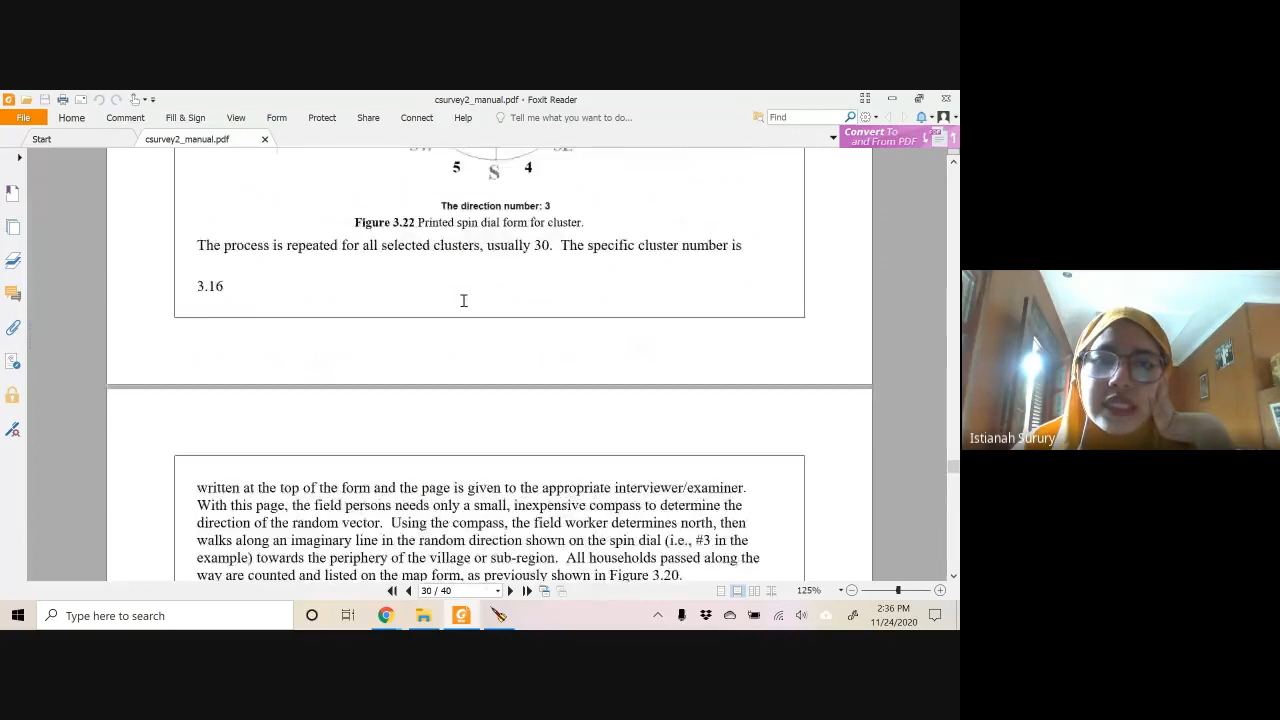 csurvey2_manual.pdf - Foxit Reader
File Home Comment View Fill & Sign Form Protect Share Connect Help Tell me what you want to do... Find
Start csurvey2_manual.pdf Convert To
and From PDF
5 S 4
The direction number: 3
Figure 3.22 Printed spin dial form for cluster.
The process is repeated for all selected clusters, usually 30. The specific cluster number is
3.16
Istianah Surury
written at the top of the form and the page is given to the appropriate interviewer/examiner.
With this page, the field persons needs only a small, inexpensive compass to determine the
direction of the random vector. Using the compass, the field worker determines north, then
walks along an imaginary line in the random direction shown on the spin dial (i.e., #3 in the
example) towards the periphery of the village or sub-region. All households passed along the
way are counted and listed on the map form, as previously shown in Figure 3.20.
30 / 40 125%
Type here to search
2:36 PM
11/24/2020